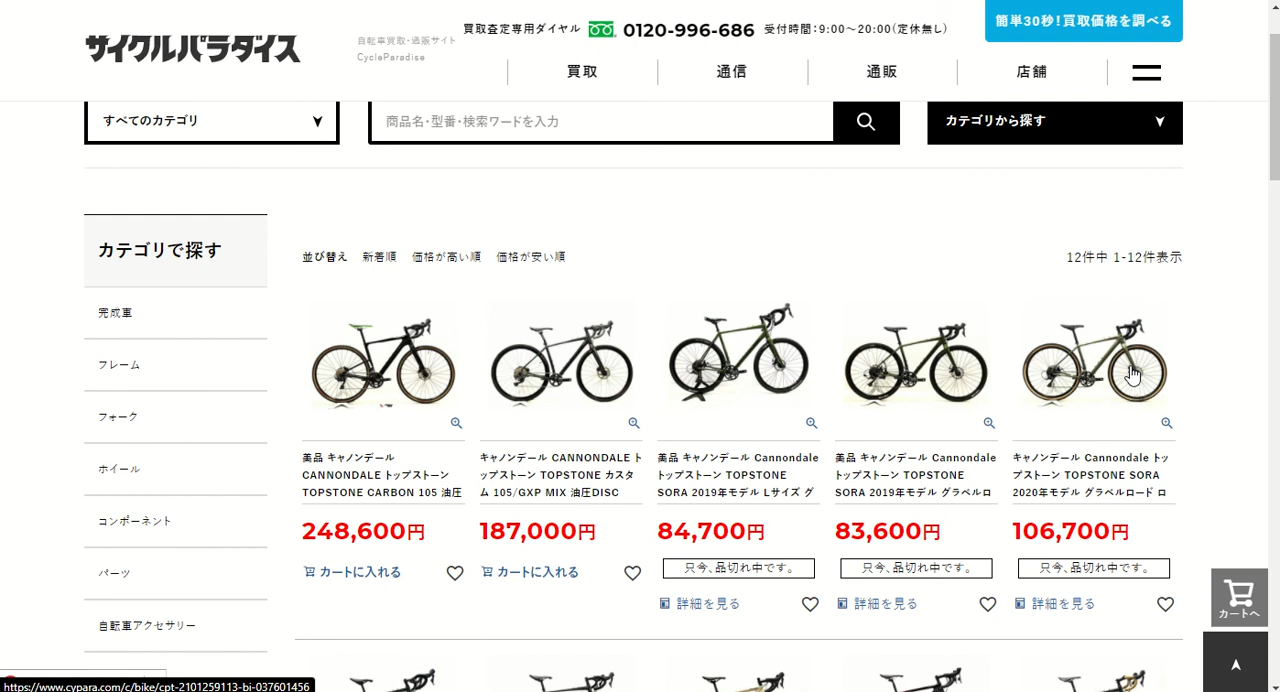 サイクルパラダイス
自転車買取・通販サイト
CycleParadise
買取査定専用ダイヤル 0120-996-686 受付時間:9:00～20:00(定休無し)
簡単30秒!買取価格を調べる
買取
通信
通販
店舗
すべてのカテゴリ
商品名・型番・検索ワードを入力
カテゴリから探す
カテゴリで探す
完成車
フレーム
フォーク
ホイール
コンポーネント
パーツ
自転車アクセサリー
並び替え 新着順 価格が高い順 価格が安い順
12件中 1-12件表示
美品 キャノンデール
CANNONDALE トップストーン
TOPSTONE CARBON 105 油圧
248,600円
カートに入れる
キャノンデール CANNONDALE ト
ップストーン TOPSTONE カスタ
ム 105/GXP MIX 油圧DISC
187,000円
カートに入れる
美品 キャノンデール Cannondale
トップストーン TOPSTONE
SORA 2019年モデル Lサイズ グ
84,700円
只今、品切れ中です。
詳細を見る
美品 キャノンデール Cannondale
トップストーン TOPSTONE
SORA 2019年モデル グラベルロ
83,600円
只今、品切れ中です。
詳細を見る
キャノンデール Cannondale トッ
プストーン TOPSTONE SORA
2020年モデル グラベルロード ロ
106,700円
只今、品切れ中です。
詳細を見る
カートへ
https://www.cypara.com/c/bike/cpt-2101259113-bi-037601456